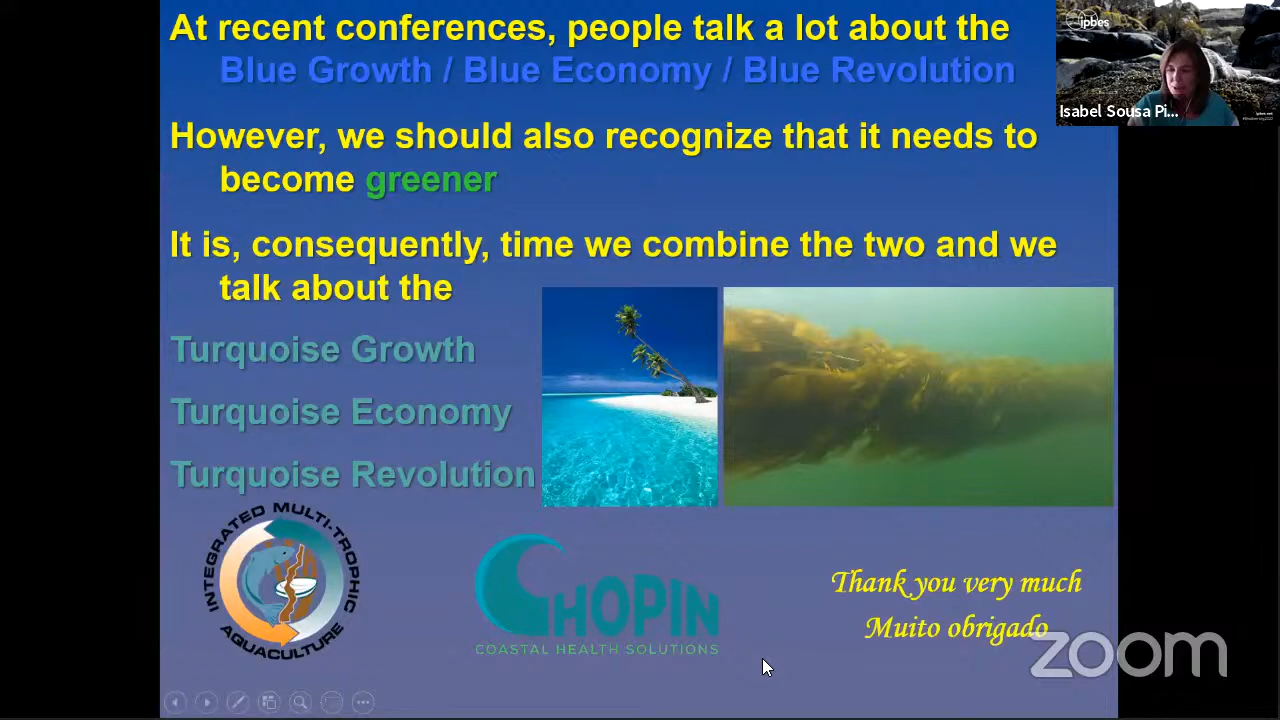 At recent conferences, people talk a lot about the
Blue Growth / Blue Economy / Blue Revolution
However, we should also recognize that it needs to
become greener
It is, consequently, time we combine the two and we
talk about the
Turquoise Growth
Turquoise Economy
Turquoise Revolution
INTEGRATED MULTI-TROPHIC
AQUACULTURE
CHOPIN
COASTAL HEALTH SOLUTIONS
Thank you very much
Muito obrigado
zoom
ipbes
Isabel Sousa Pi...